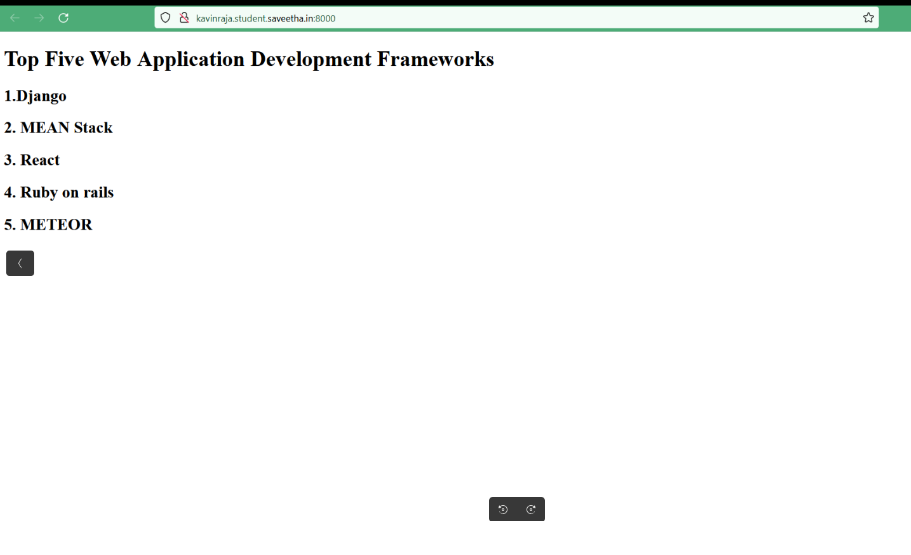 kavinraja.student.saveetha.in:8000
Top Five Web Application Development Frameworks
1.Django
2. MEAN Stack
3. React
4. Ruby on rails
5. METEOR